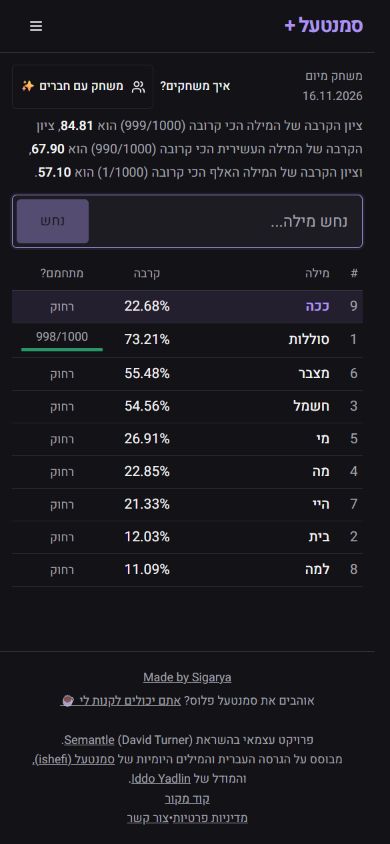 סמנטעל +
משחק מיום
16.11.2026
איך משחקים?
משחק עם חברים ✨
ציון הקרבה של המילה הכי קרובה (999/1000) הוא 84.81, ציון
הקרבה של המילה העשירית הכי קרובה (990/1000) הוא 67.90,
וציון הקרבה של המילה האלף הכי קרובה (1/1000) הוא 57.10.
נחש מילה...
נחש
# מילה קרבה מתחמם?
9 ככה 22.68% רחוק
1 סוללות 73.21% 998/1000
6 מצבר 55.48% רחוק
3 חשמל 54.56% רחוק
5 מי 26.91% רחוק
4 מה 22.85% רחוק
7 היי 21.33% רחוק
2 בית 12.03% רחוק
8 למה 11.09% רחוק
Made by Sigarya
אוהבים את סמנטעל פלוס? אתם יכולים לקנות לי
פרויקט עצמאי בהשראת Semantle (David Turner).
מבוסס על הגרסה העברית והמילים היומיות של סמנטעל (ishefi),
והמודל של Iddo Yadlin.
קוד מקור
מדיניות פרטיות•צור קשר